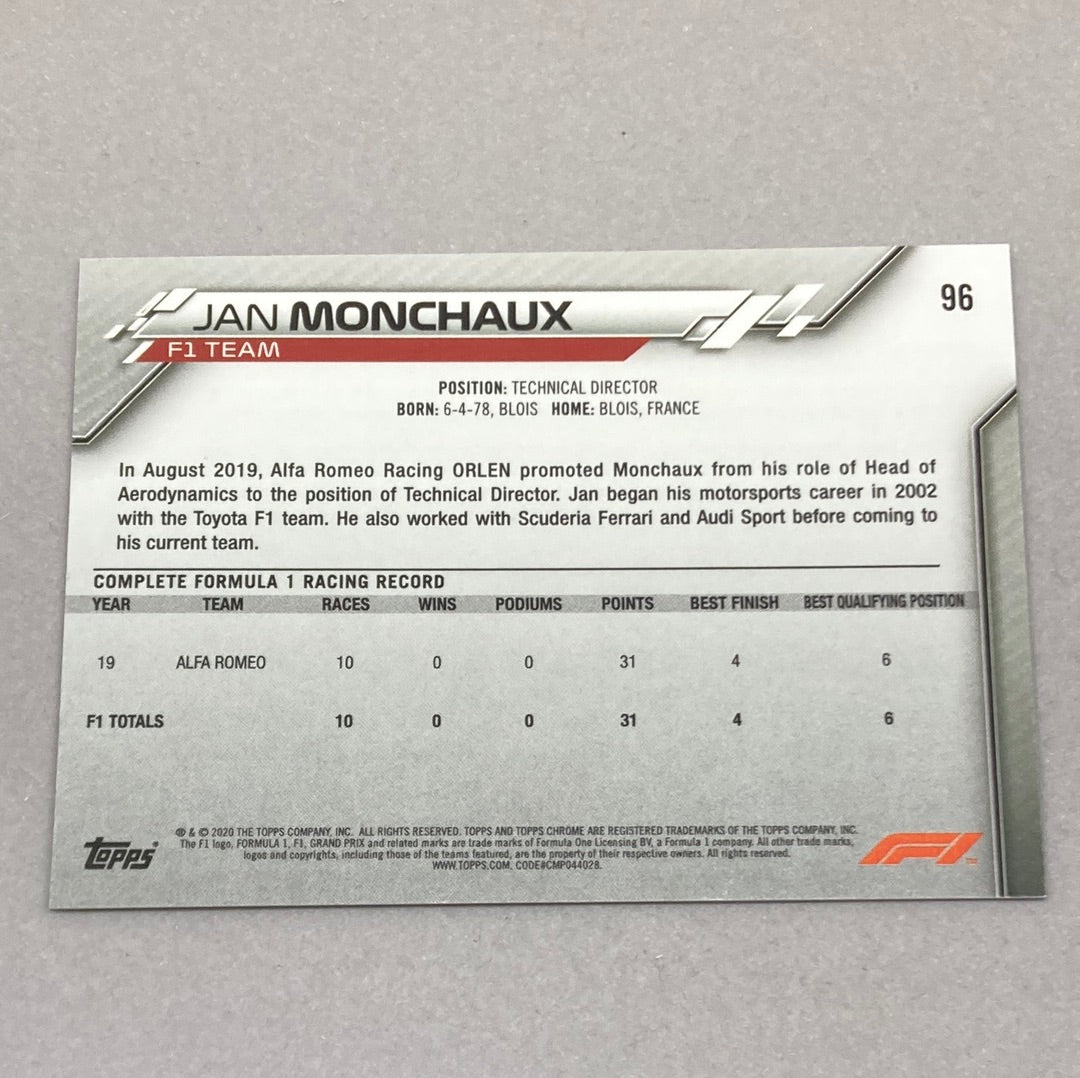 JAN MONCHAUX
96
F1 TEAM
POSITION: TECHNICAL DIRECTOR
BORN: 6-4-78, BLOIS HOME: BLOIS, FRANCE
In August 2019, Alfa Romeo Racing ORLEN promoted Monchaux from his role of Head of
Aerodynamics to the position of Technical Director. Jan began his motorsports career in 2002
with the Toyota F1 team. He also worked with Scuderia Ferrari and Audi Sport before coming to
his current team.
COMPLETE FORMULA 1 RACING RECORD
YEAR TEAM RACES WINS PODIUMS POINTS BEST FINISH BEST QUALIFYING POSITION
19 ALFA ROMEO 10 0 0 31 4 6
F1 TOTALS 10 0 0 31 4 6
® & © 2020 THE TOPPS COMPANY, INC. ALL RIGHTS RESERVED. TOPPS AND TOPPS CHROME ARE REGISTERED TRADEMARKS OF THE TOPPS COMPANY, INC.
The F1 logo, FORMULA 1, F1, GRAND PRIX and related marks are trade marks of Formula One Licensing BV, a Formula 1 company. All other trade marks,
logos and copyrights, including those of the teams featured, are the property of their respective owners. All rights reserved.
WWW.TOPPS.COM. CODE#CMP044028.
Topps
F1 ™